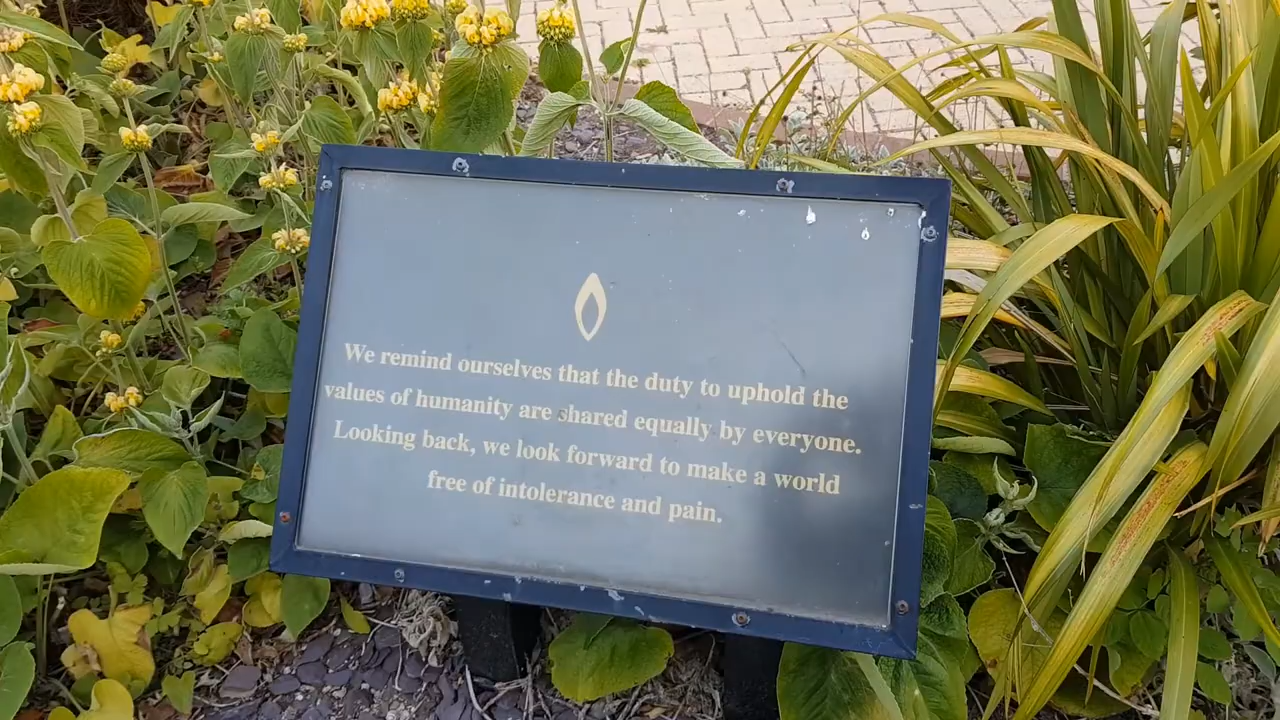 We remind ourselves that the duty to uphold the
values of humanity are shared equally by everyone.
Looking back, we look forward to make a world
free of intolerance and pain.